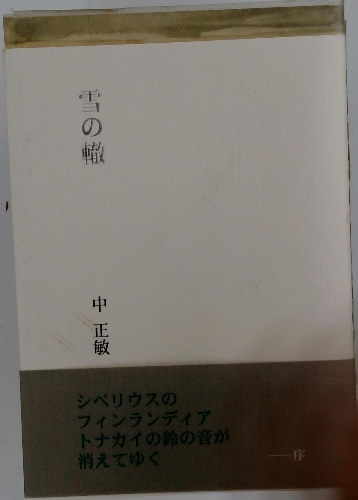 雪の轍
中 正敏
シベリウスの
フィンランディア
トナカイの鈴の音が
消えてゆく
──序